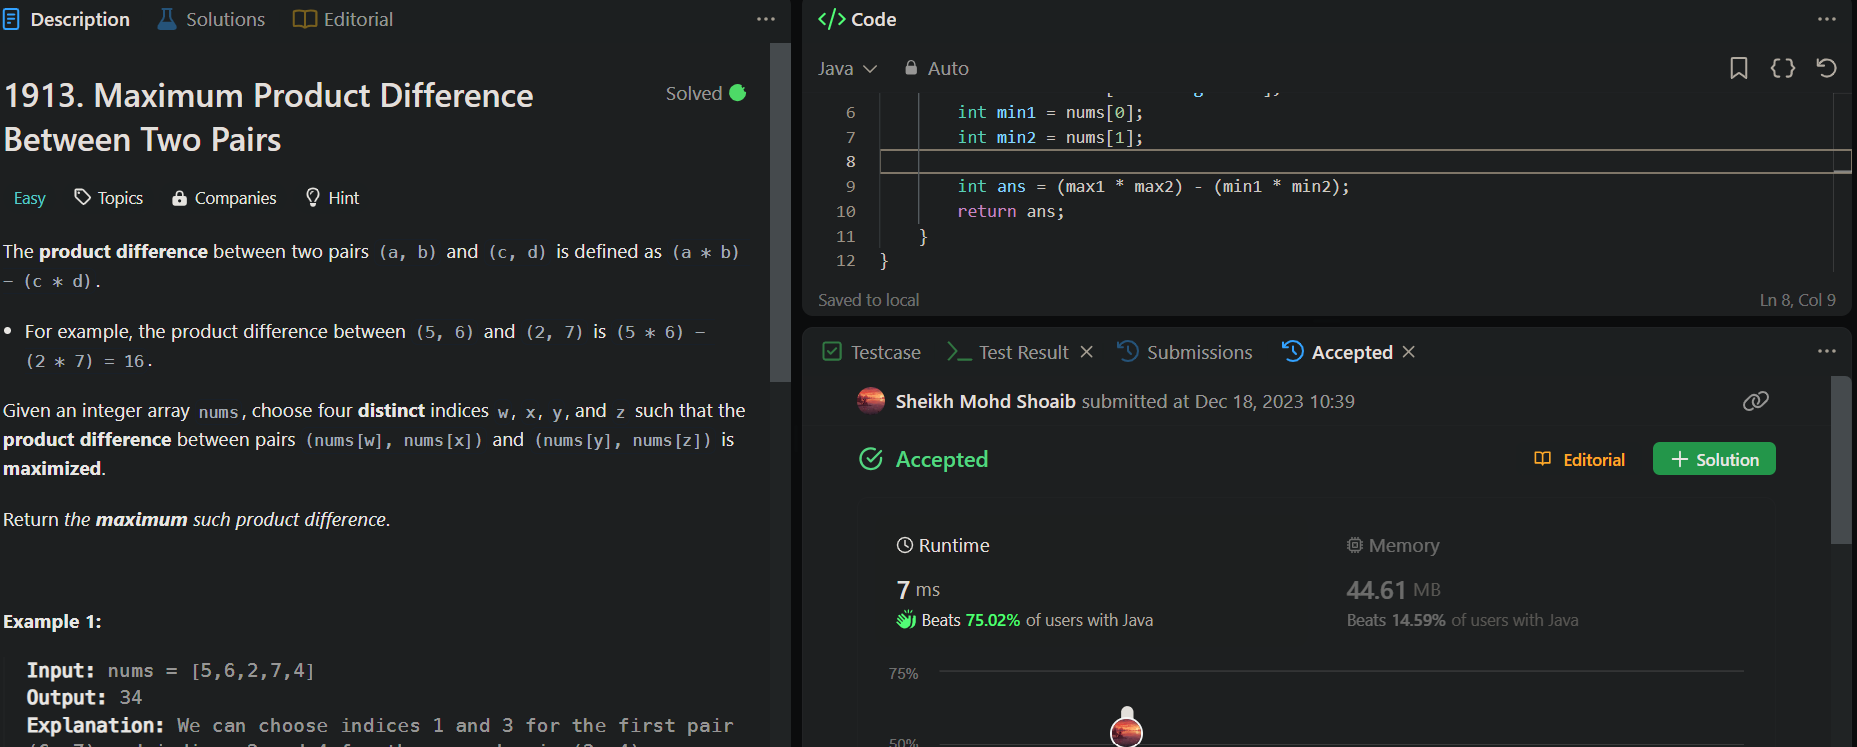 Description
Solutions
Editorial
1913. Maximum Product Difference
Between Two Pairs
Solved
Easy
Topics
Companies
Hint
The product difference between two pairs (a, b) and (c, d) is defined as (a * b)
- (c * d).
• For example, the product difference between (5, 6) and (2, 7) is (5 * 6) -
(2 * 7) = 16.
Given an integer array nums, choose four distinct indices w, x, y, and z such that the
product difference between pairs (nums[w], nums[x]) and (nums[y], nums[z]) is
maximized.
Return the maximum such product difference.
Example 1:
Input: nums = [5,6,2,7,4]
Output: 34
Explanation: We can choose indices 1 and 3 for the first pair
</> Code
Java
Auto
6 int min1 = nums[0];
7 int min2 = nums[1];
8
9 int ans = (max1 * max2) - (min1 * min2);
10 return ans;
11 }
12 }
Saved to local
Ln 8, Col 9
Testcase
Test Result
Submissions
Accepted
Sheikh Mohd Shoaib submitted at Dec 18, 2023 10:39
Accepted
Editorial
+ Solution
Runtime
7 ms
Beats 75.02% of users with Java
Memory
44.61 MB
Beats 14.59% of users with Java
75%
50%